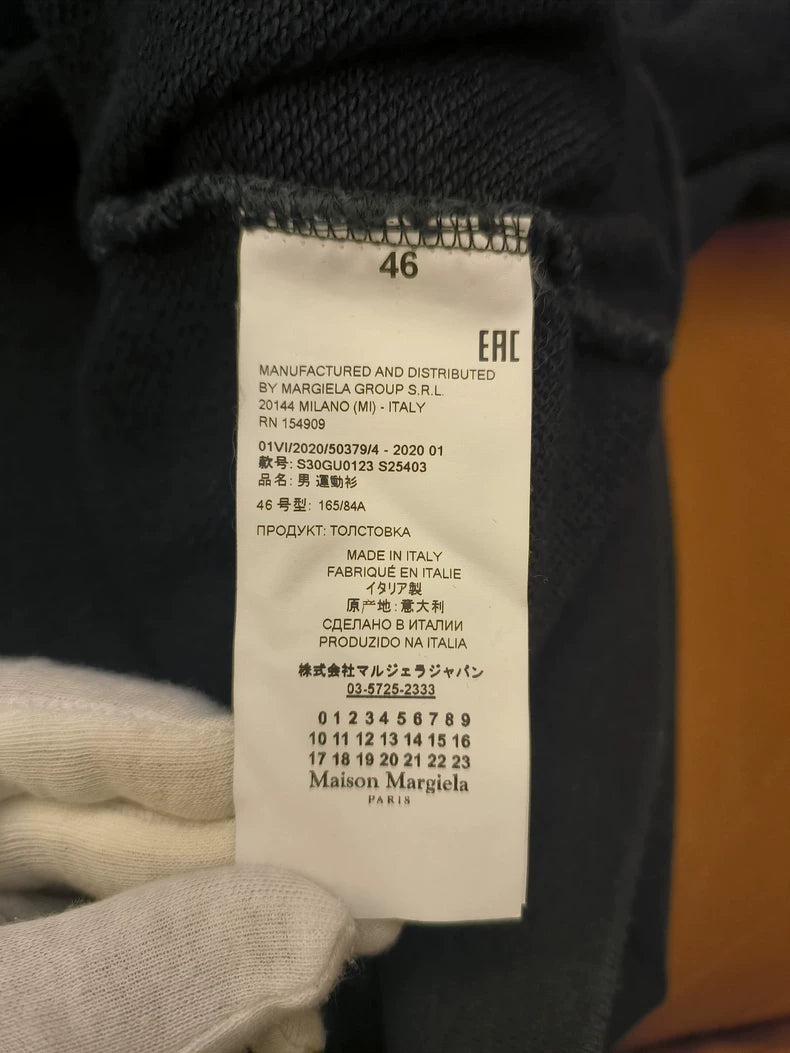 46
EAC
MANUFACTURED AND DISTRIBUTED
BY MARGIELA GROUP S.R.L.
20144 MILANO (MI) - ITALY
RN 154909
01VI/2020/50379/4 - 2020 01
款号: S30GU0123 S25403
品名: 男 運動衫
46 号型: 165/84A
ПРОДУКТ: ТОЛСТОВКА
MADE IN ITALY
FABRIQUÉ EN ITALIE
イタリア製
原产地: 意大利
СДЕЛАНО В ИТАЛИИ
PRODUZIDO NA ITALIA
株式会社マルジェラジャパン
03-5725-2333
0 1 2 3 4 5 6 7 8 9
10 11 12 13 14 15 16
17 18 19 20 21 22 23
Maison Margiela
PARIS